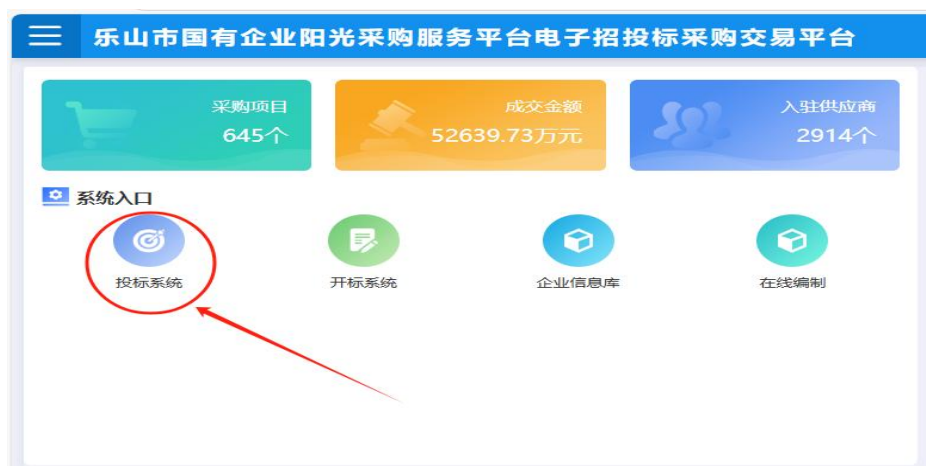 乐山市国有企业阳光采购服务平台电子招投标采购交易平台
采购项目 成交金额 入驻供应商
645个 52639.73万元 2914个
系统入口
投标系统 开标系统 企业信息库 在线编制